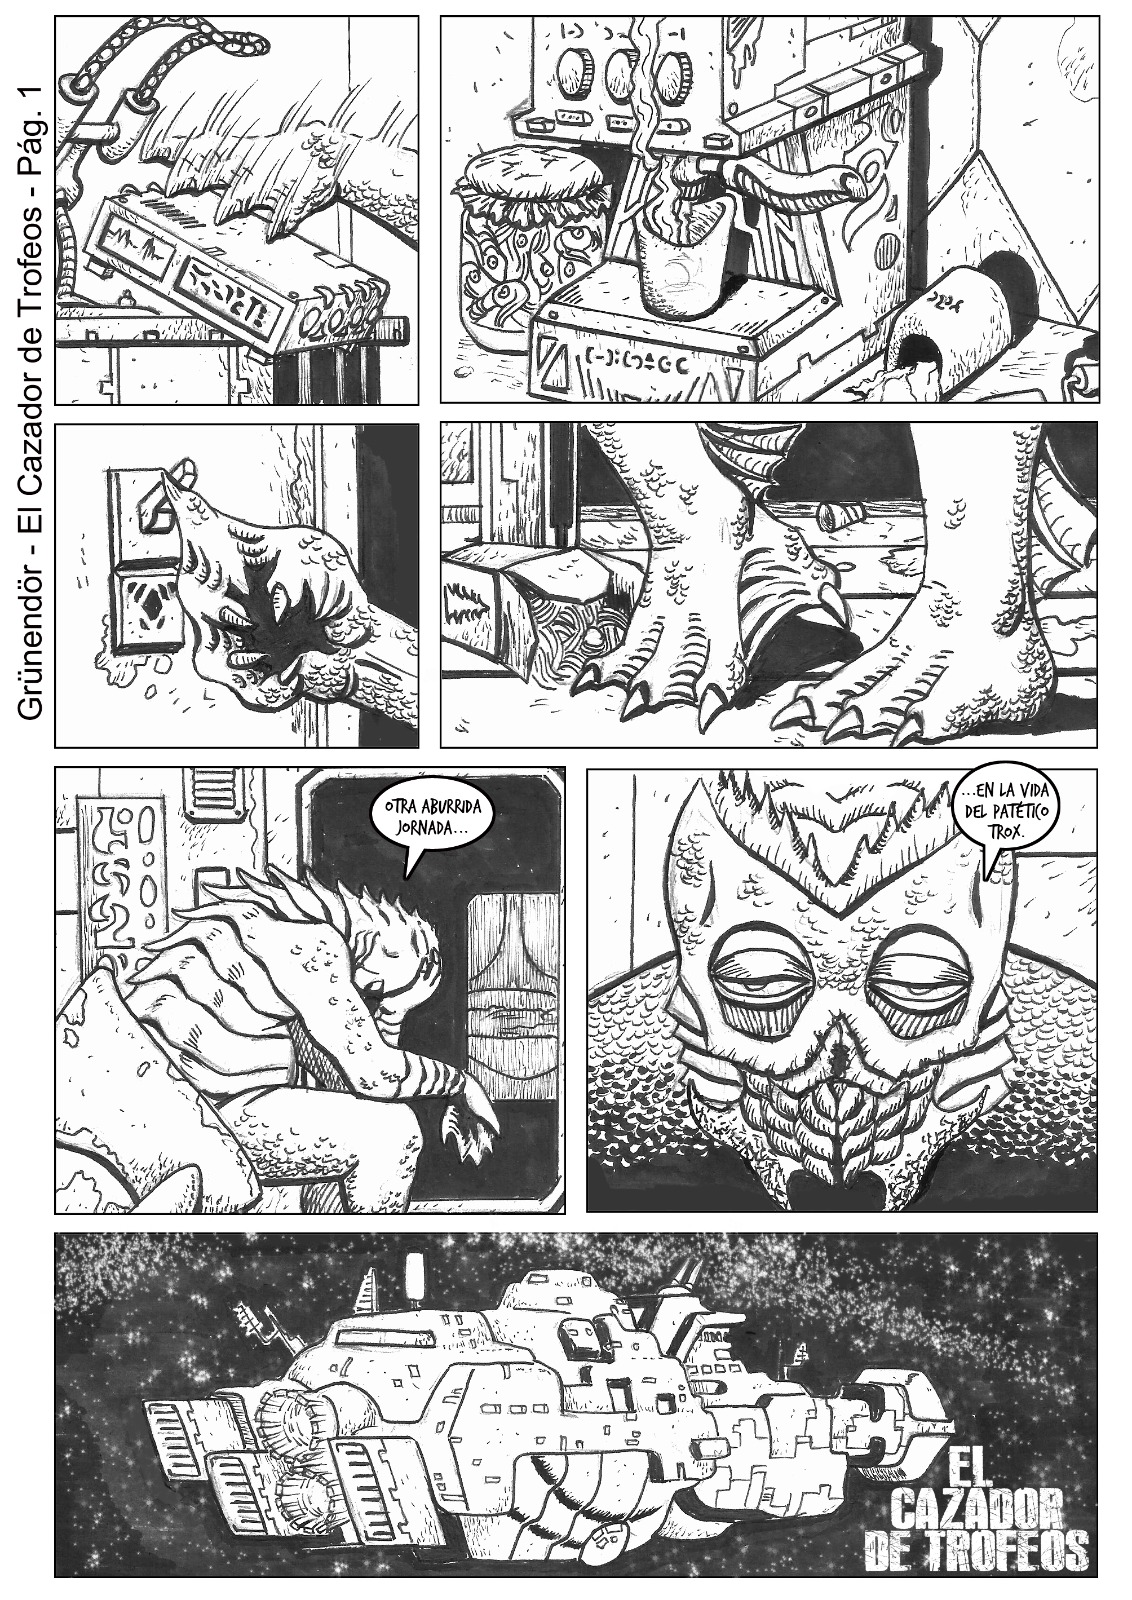 Grünendör - El Cazador de Trofeos - Pág. 1
OTRA ABURRIDA
JORNADA...
...EN LA VIDA
DEL PATÉTICO
TROX.
EL
CAZADOR
DE TROFEOS